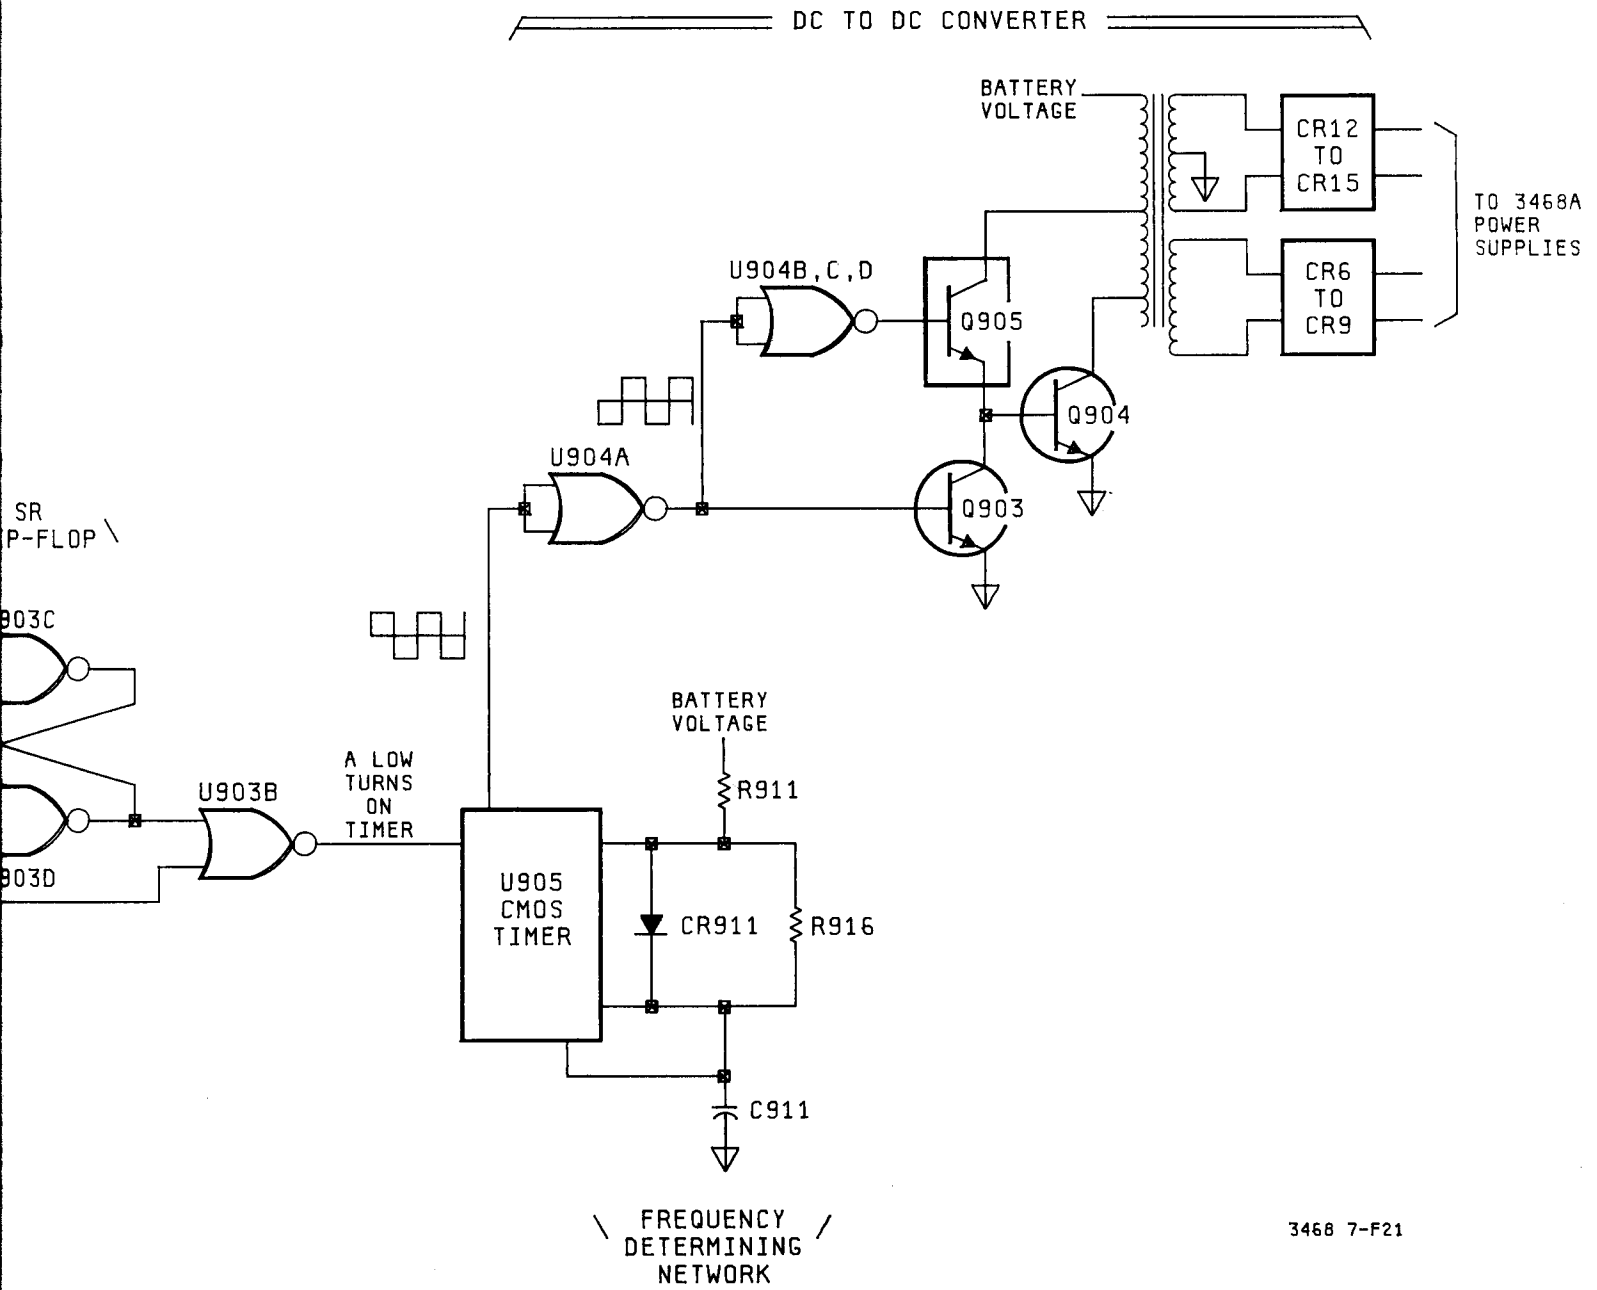 DC TO DC CONVERTER
BATTERY
VOLTAGE
CR12
TO
CR15
TO 3468A
POWER
SUPPLIES
CR6
TO
CR9
U904B,C,D
Q905
Q904
U904A
Q903
SR
P-FLOP
903C
BATTERY
VOLTAGE
A LOW
TURNS
ON
TIMER
U903B
R911
903D
U905
CMOS
TIMER
CR911
R916
C911
FREQUENCY
DETERMINING
NETWORK
3468 7-F21